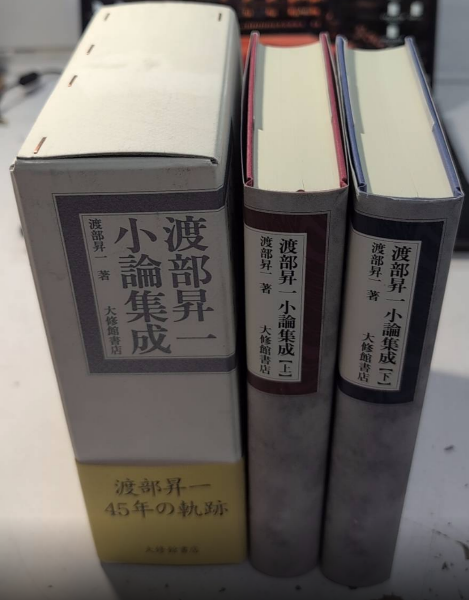 渡部昇一
小論集成
渡部昇一 著
大修館書店
渡部昇一
45年の軌跡
大修館書店
渡部昇一小論集成【上】
渡部昇一 著
大修館書店
渡部昇一小論集成【下】
渡部昇一 著
大修館書店